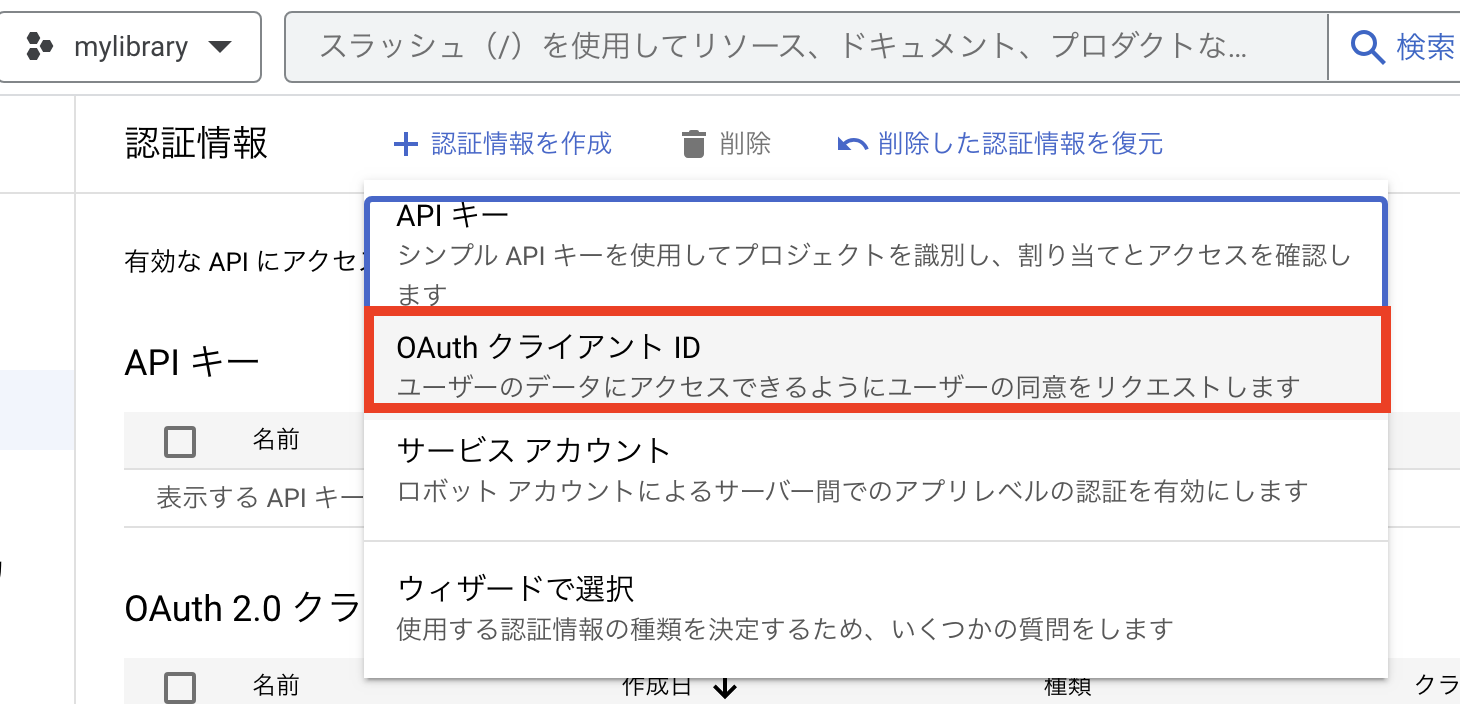 mylibrary
スラッシュ（/）を使用してリソース、ドキュメント、プロダクトな...
検索
認証情報
認証情報を作成
削除
削除した認証情報を復元
有効な API にアクセ
API キー
シンプル API キーを使用してプロジェクトを識別し、割り当てとアクセスを確認し
ます
OAuth クライアント ID
ユーザーのデータにアクセスできるようにユーザーの同意をリクエストします
サービス アカウント
ロボット アカウントによるサーバー間でのアプリレベルの認証を有効にします
ウィザードで選択
使用する認証情報の種類を決定するため、いくつかの質問をします
API キー
名前
表示する API キー
OAuth 2.0 クラ
名前
作成日
種類
クラ